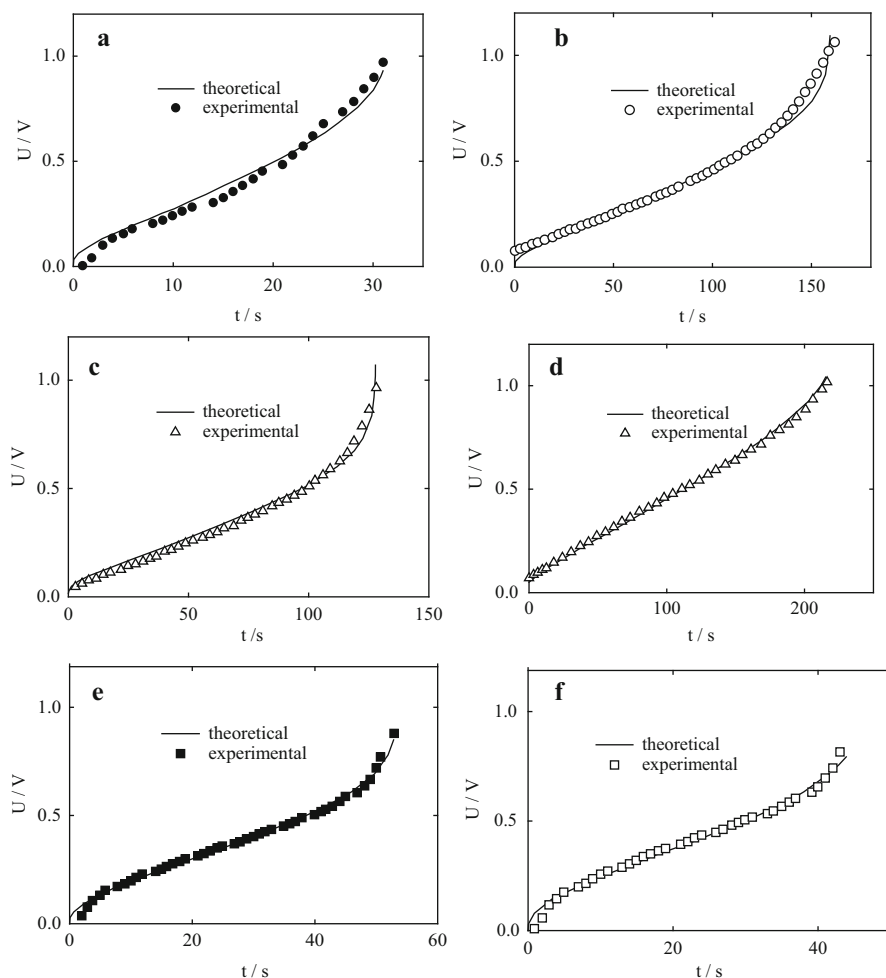 a
1.0
theoretical
experimental
U / V
0.5
0.0
0
10
20
30
t / s
b
1.0
theoretical
experimental
U / V
0.5
0.0
0
50
100
150
t / s
c
1.0
theoretical
experimental
U / V
0.5
0.0
0
50
100
150
t /s
d
1.0
theoretical
experimental
U / V
0.5
0.0
0
100
200
t / s
e
1.0
theoretical
experimental
U / V
0.5
0.0
0
20
40
60
t / s
f
1.0
theoretical
experimental
U / V
0.5
0.0
0
20
40
t / s